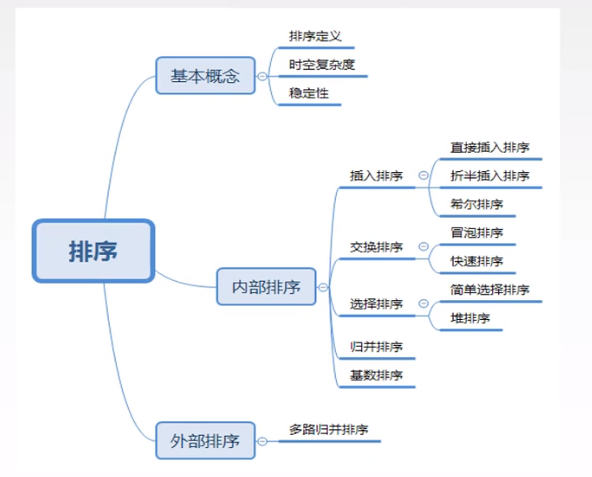 排序
基本概念
排序定义
时空复杂度
稳定性
内部排序
插入排序
直接插入排序
折半插入排序
希尔排序
交换排序
冒泡排序
快速排序
选择排序
简单选择排序
堆排序
归并排序
基数排序
外部排序
多路归并排序